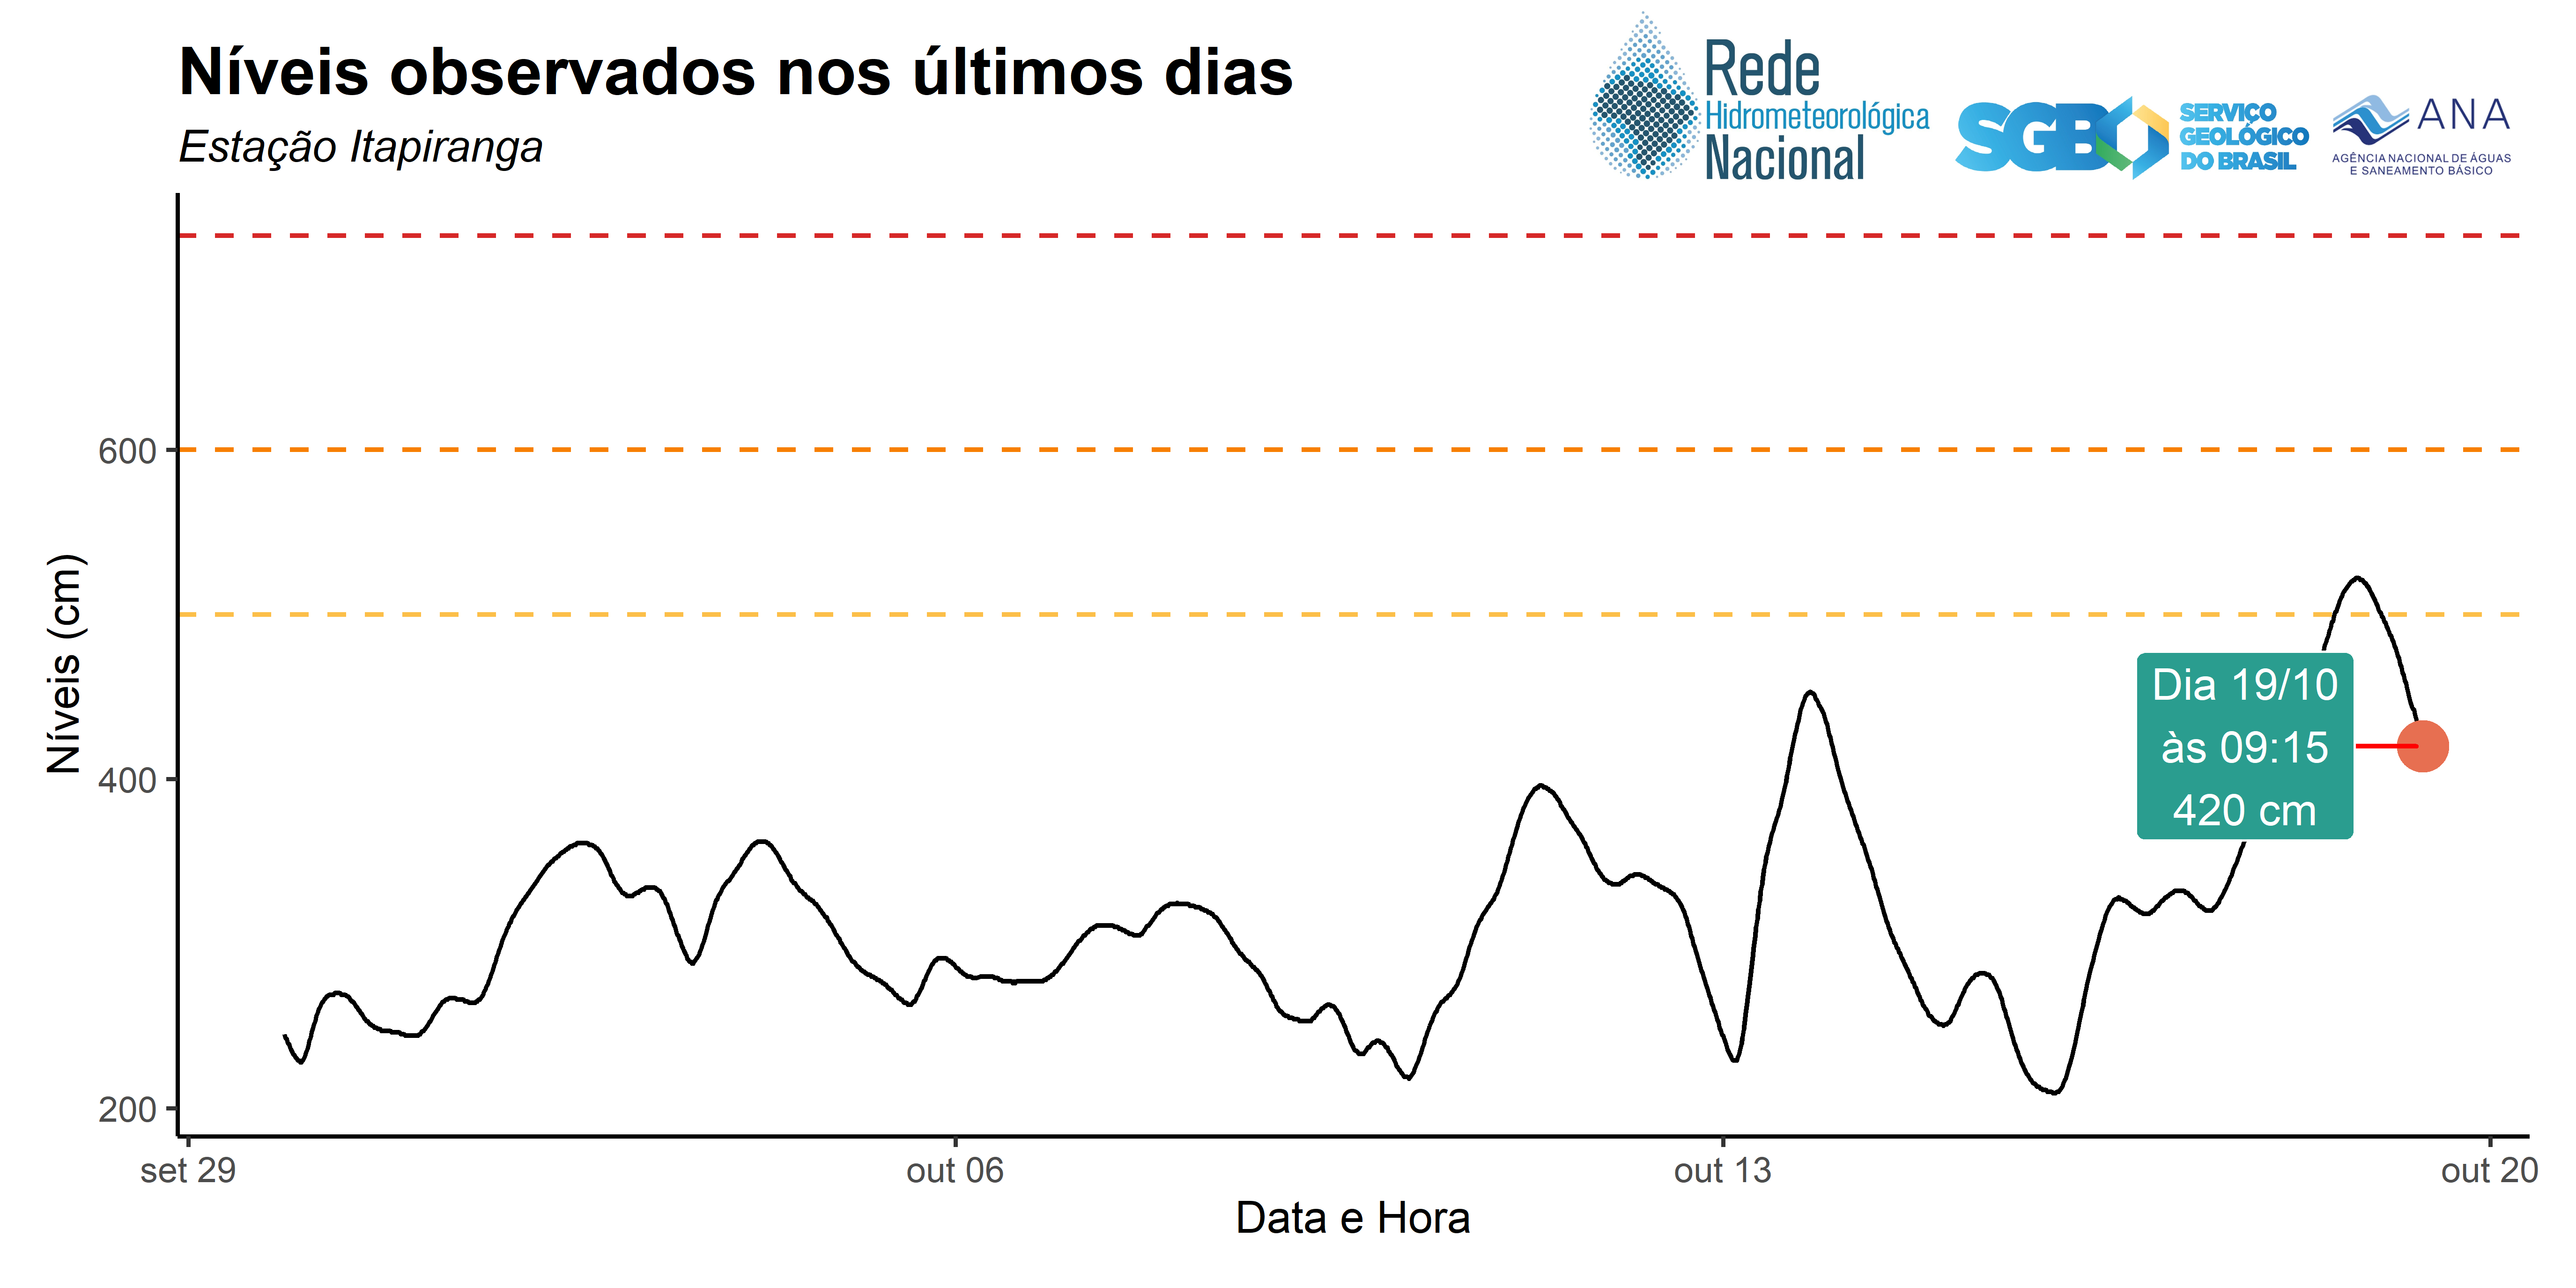 Níveis observados nos últimos dias
Estação Itapiranga
Rede
Hidrometeorológica
Nacional
SGB
SERVIÇO
GEOLÓGICO
DO BRASIL
ANA
AGÊNCIA NACIONAL DE ÁGUAS
E SANEAMENTO BÁSICO
Níveis (cm)
600
400
200
Dia 19/10
às 09:15
420 cm
set 29
out 06
out 13
out 20
Data e Hora